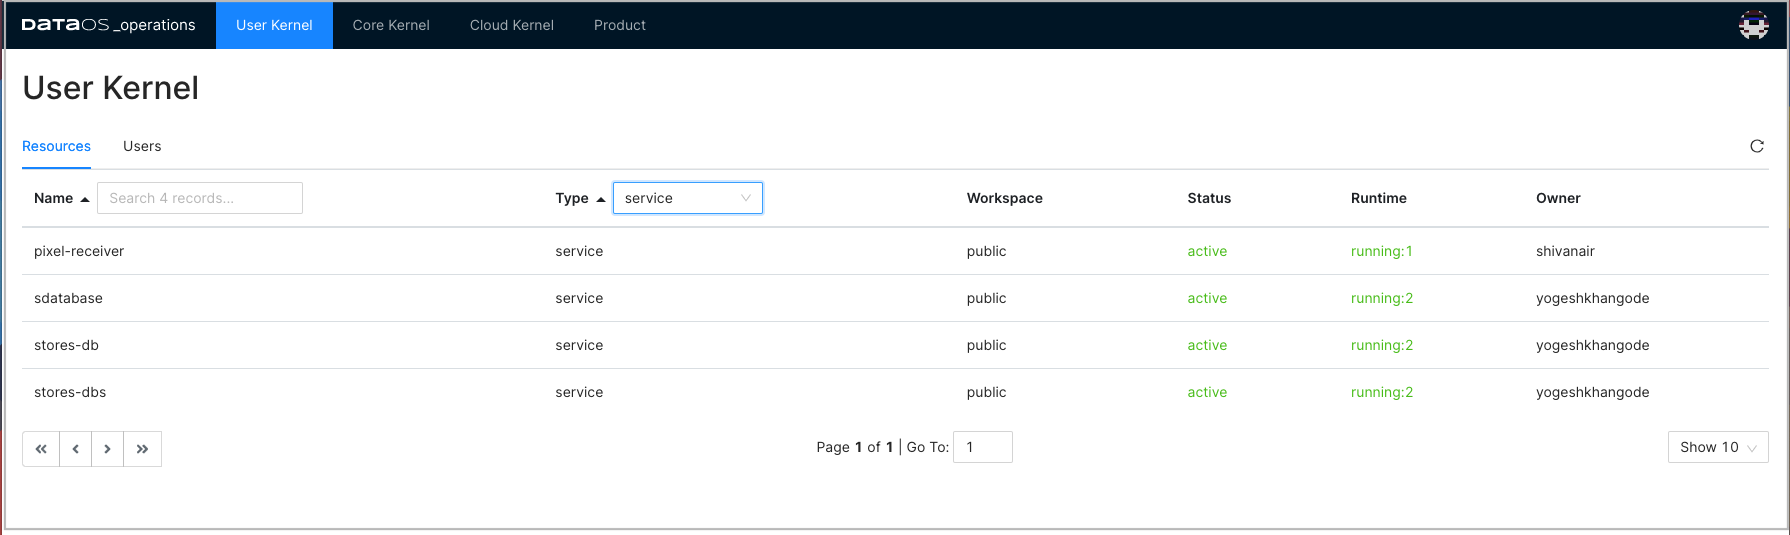 DATAOS _operations User Kernel Core Kernel Cloud Kernel Product
User Kernel
Resources Users
Name Search 4 records... Type service Workspace Status Runtime Owner
pixel-receiver service public active running:1 shivanair
sdatabase service public active running:2 yogeshkhangode
stores-db service public active running:2 yogeshkhangode
stores-dbs service public active running:2 yogeshkhangode
« ‹ › » Page 1 of 1 | Go To: 1 Show 10